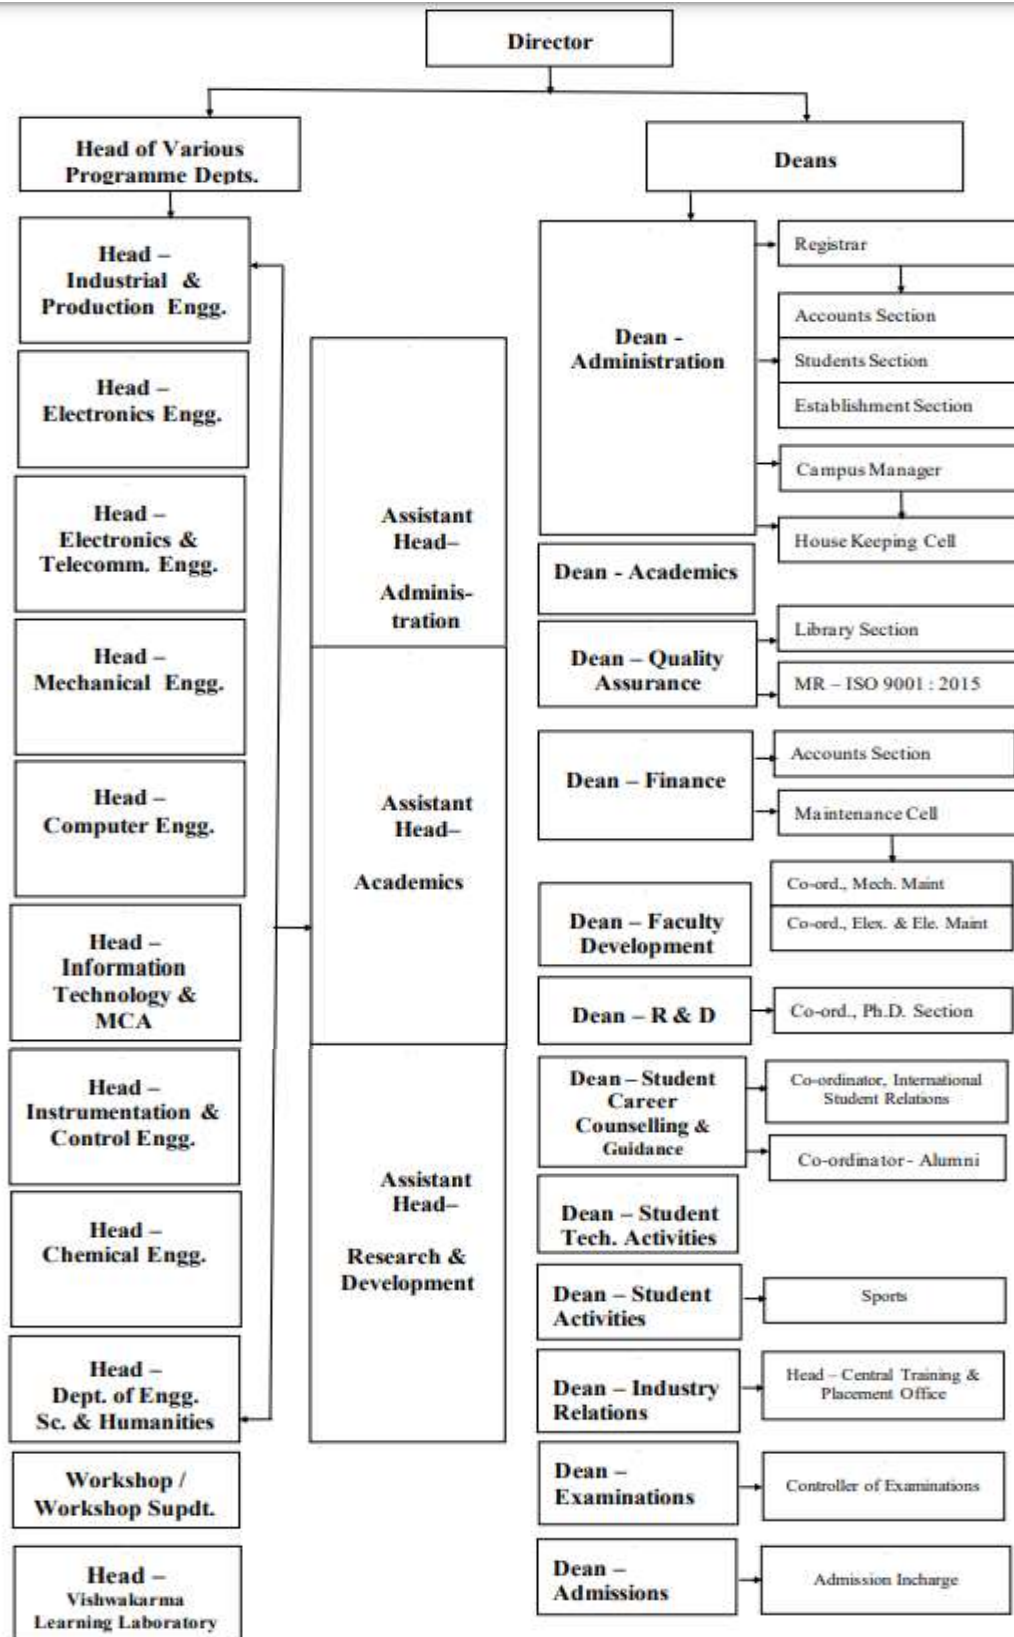 Director
Head of Various
Programme Depts.
Deans
Head –
Industrial &
Production Engg.
Head –
Electronics Engg.
Head –
Electronics &
Telecomm. Engg.
Head –
Mechanical Engg.
Head –
Computer Engg.
Head –
Information
Technology &
MCA
Head –
Instrumentation &
Control Engg.
Head –
Chemical Engg.
Head –
Dept. of Engg.
Sc. & Humanities
Workshop /
Workshop Supdt.
Head –
Vishwakarma
Learning Laboratory
Assistant
Head–
Adminis-
tration
Assistant
Head–
Academics
Assistant
Head–
Research &
Development
Dean -
Administration
Registrar
Accounts Section
Students Section
Establishment Section
Campus Manager
House Keeping Cell
Dean - Academics
Dean – Quality
Assurance
Library Section
MR – ISO 9001 : 2015
Dean – Finance
Accounts Section
Maintenance Cell
Co-ord., Mech. Maint
Co-ord., Elex. & Ele. Maint
Dean – Faculty
Development
Dean – R & D
Co-ord., Ph.D. Section
Dean – Student
Career
Counselling &
Guidance
Co-ordinator, International
Student Relations
Co-ordinator - Alumni
Dean – Student
Tech. Activities
Dean – Student
Activities
Sports
Dean – Industry
Relations
Head – Central Training &
Placement Office
Dean –
Examinations
Controller of Examinations
Dean –
Admissions
Admission Incharge